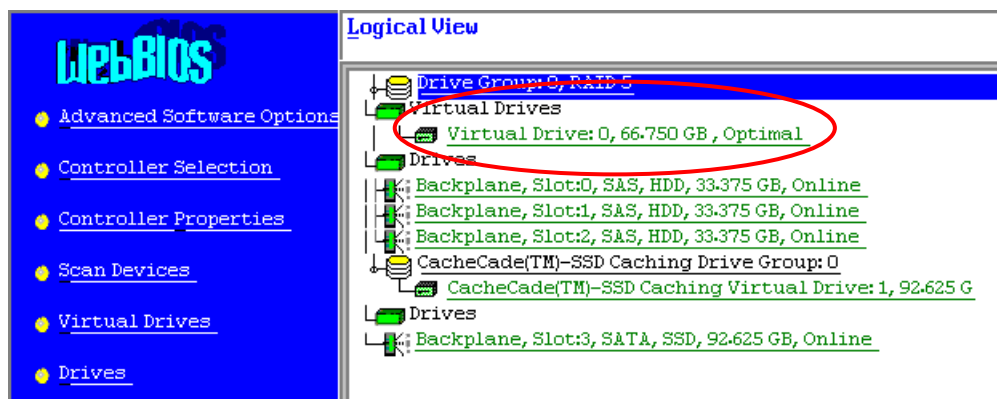 WebBIOS
Advanced Software Options
Controller Selection
Controller Properties
Scan Devices
Virtual Drives
Drives
Logical View
Drive Group: 0, RAID 5
Virtual Drives
Virtual Drive: 0, 66.750 GB, Optimal
Drives
Backplane, Slot:0, SAS, HDD, 33.375 GB, Online
Backplane, Slot:1, SAS, HDD, 33.375 GB, Online
Backplane, Slot:2, SAS, HDD, 33.375 GB, Online
CacheCade(TM)-SSD Caching Drive Group: 0
CacheCade(TM)-SSD Caching Virtual Drive: 1, 92.625 G
Drives
Backplane, Slot:3, SATA, SSD, 92.625 GB, Online